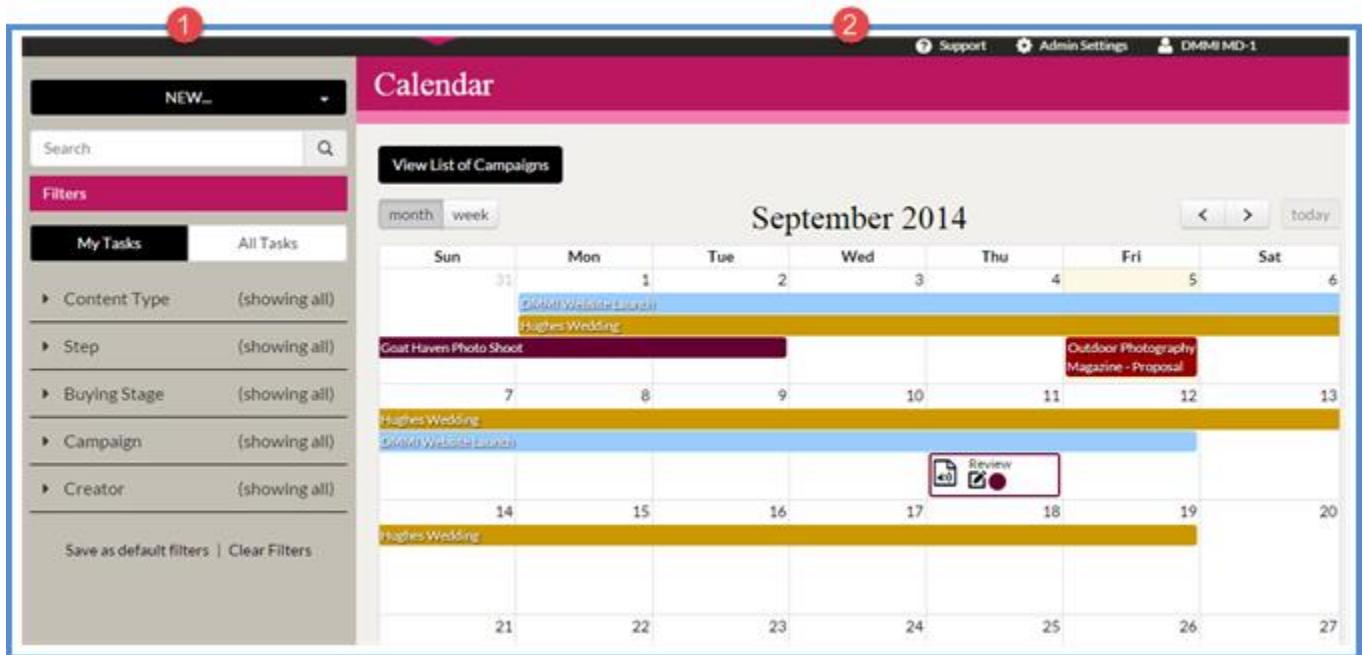 1 2
Support Admin Settings DMMI MD-1
NEW...
Calendar
Search
View List of Campaigns
Filters
month week
September 2014
< > today
My Tasks All Tasks
Sun Mon Tue Wed Thu Fri Sat
31 1 2 3 4 5 6
Content Type (showing all)
DMMI Website Launch
Hughes Wedding
Step (showing all)
Goat Haven Photo Shoot
Outdoor Photography
Magazine - Proposal
Buying Stage (showing all)
7 8 9 10 11 12 13
Hughes Wedding
Campaign (showing all)
DMMI Website Launch
Review
Creator (showing all)
14 15 16 17 18 19 20
Hughes Wedding
Save as default filters | Clear Filters
21 22 23 24 25 26 27